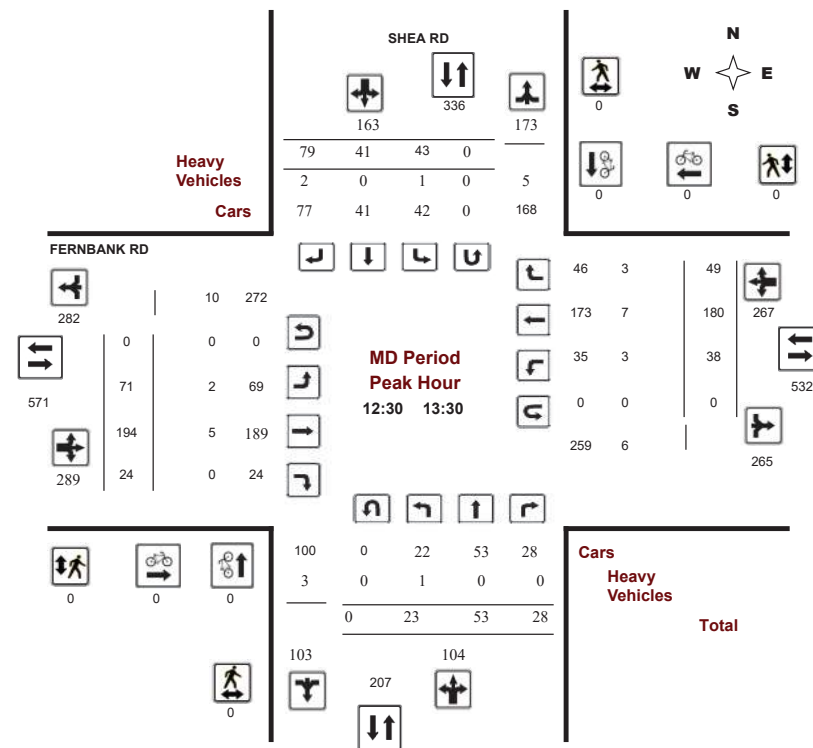 SHEA RD
N
W E
S
336
0
163
173
79 41 43 0
Heavy
Vehicles
2 0 1 0 5
Cars
77 41 42 0 168
0 0 0
FERNBANK RD
282
10 272
0 0 0
571
71 2 69
194 5 189
289
24 0 24
MD Period
Peak Hour
12:30 13:30
46 3 49
267
173 7 180
532
35 3 38
0 0 0
259 6
265
100 0 22 53 28
Cars
3 0 1 0 0
Heavy
Vehicles
0 23 53 28
Total
0 0 0
103
104
207
0